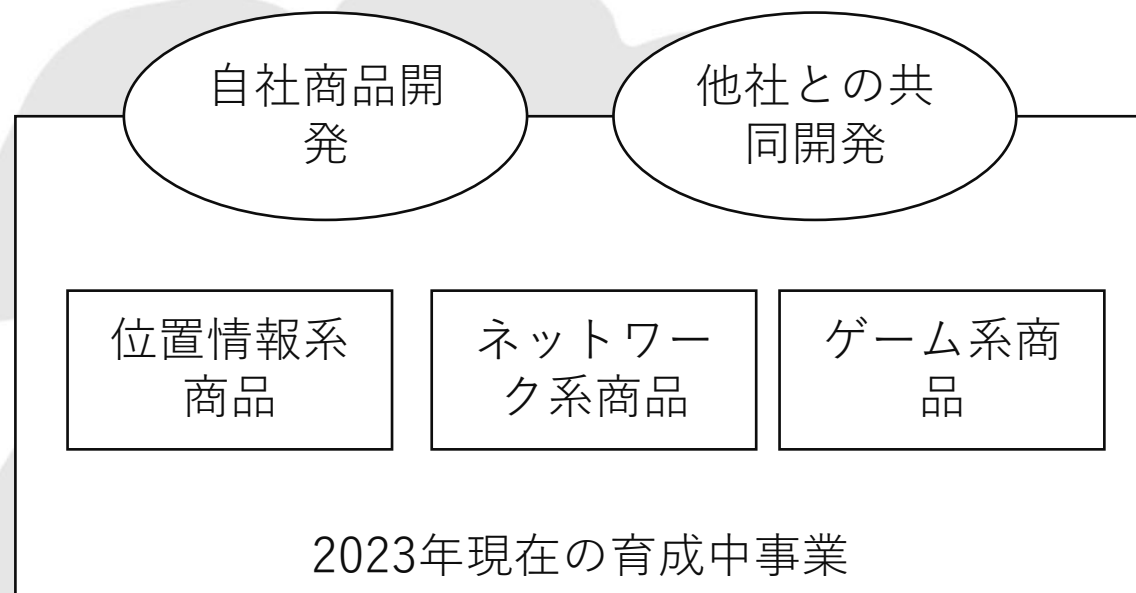 自社商品開
発
他社との共
同開発
位置情報系
商品
ネットワー
ク系商品
ゲーム系商
品
2023年現在の育成中事業